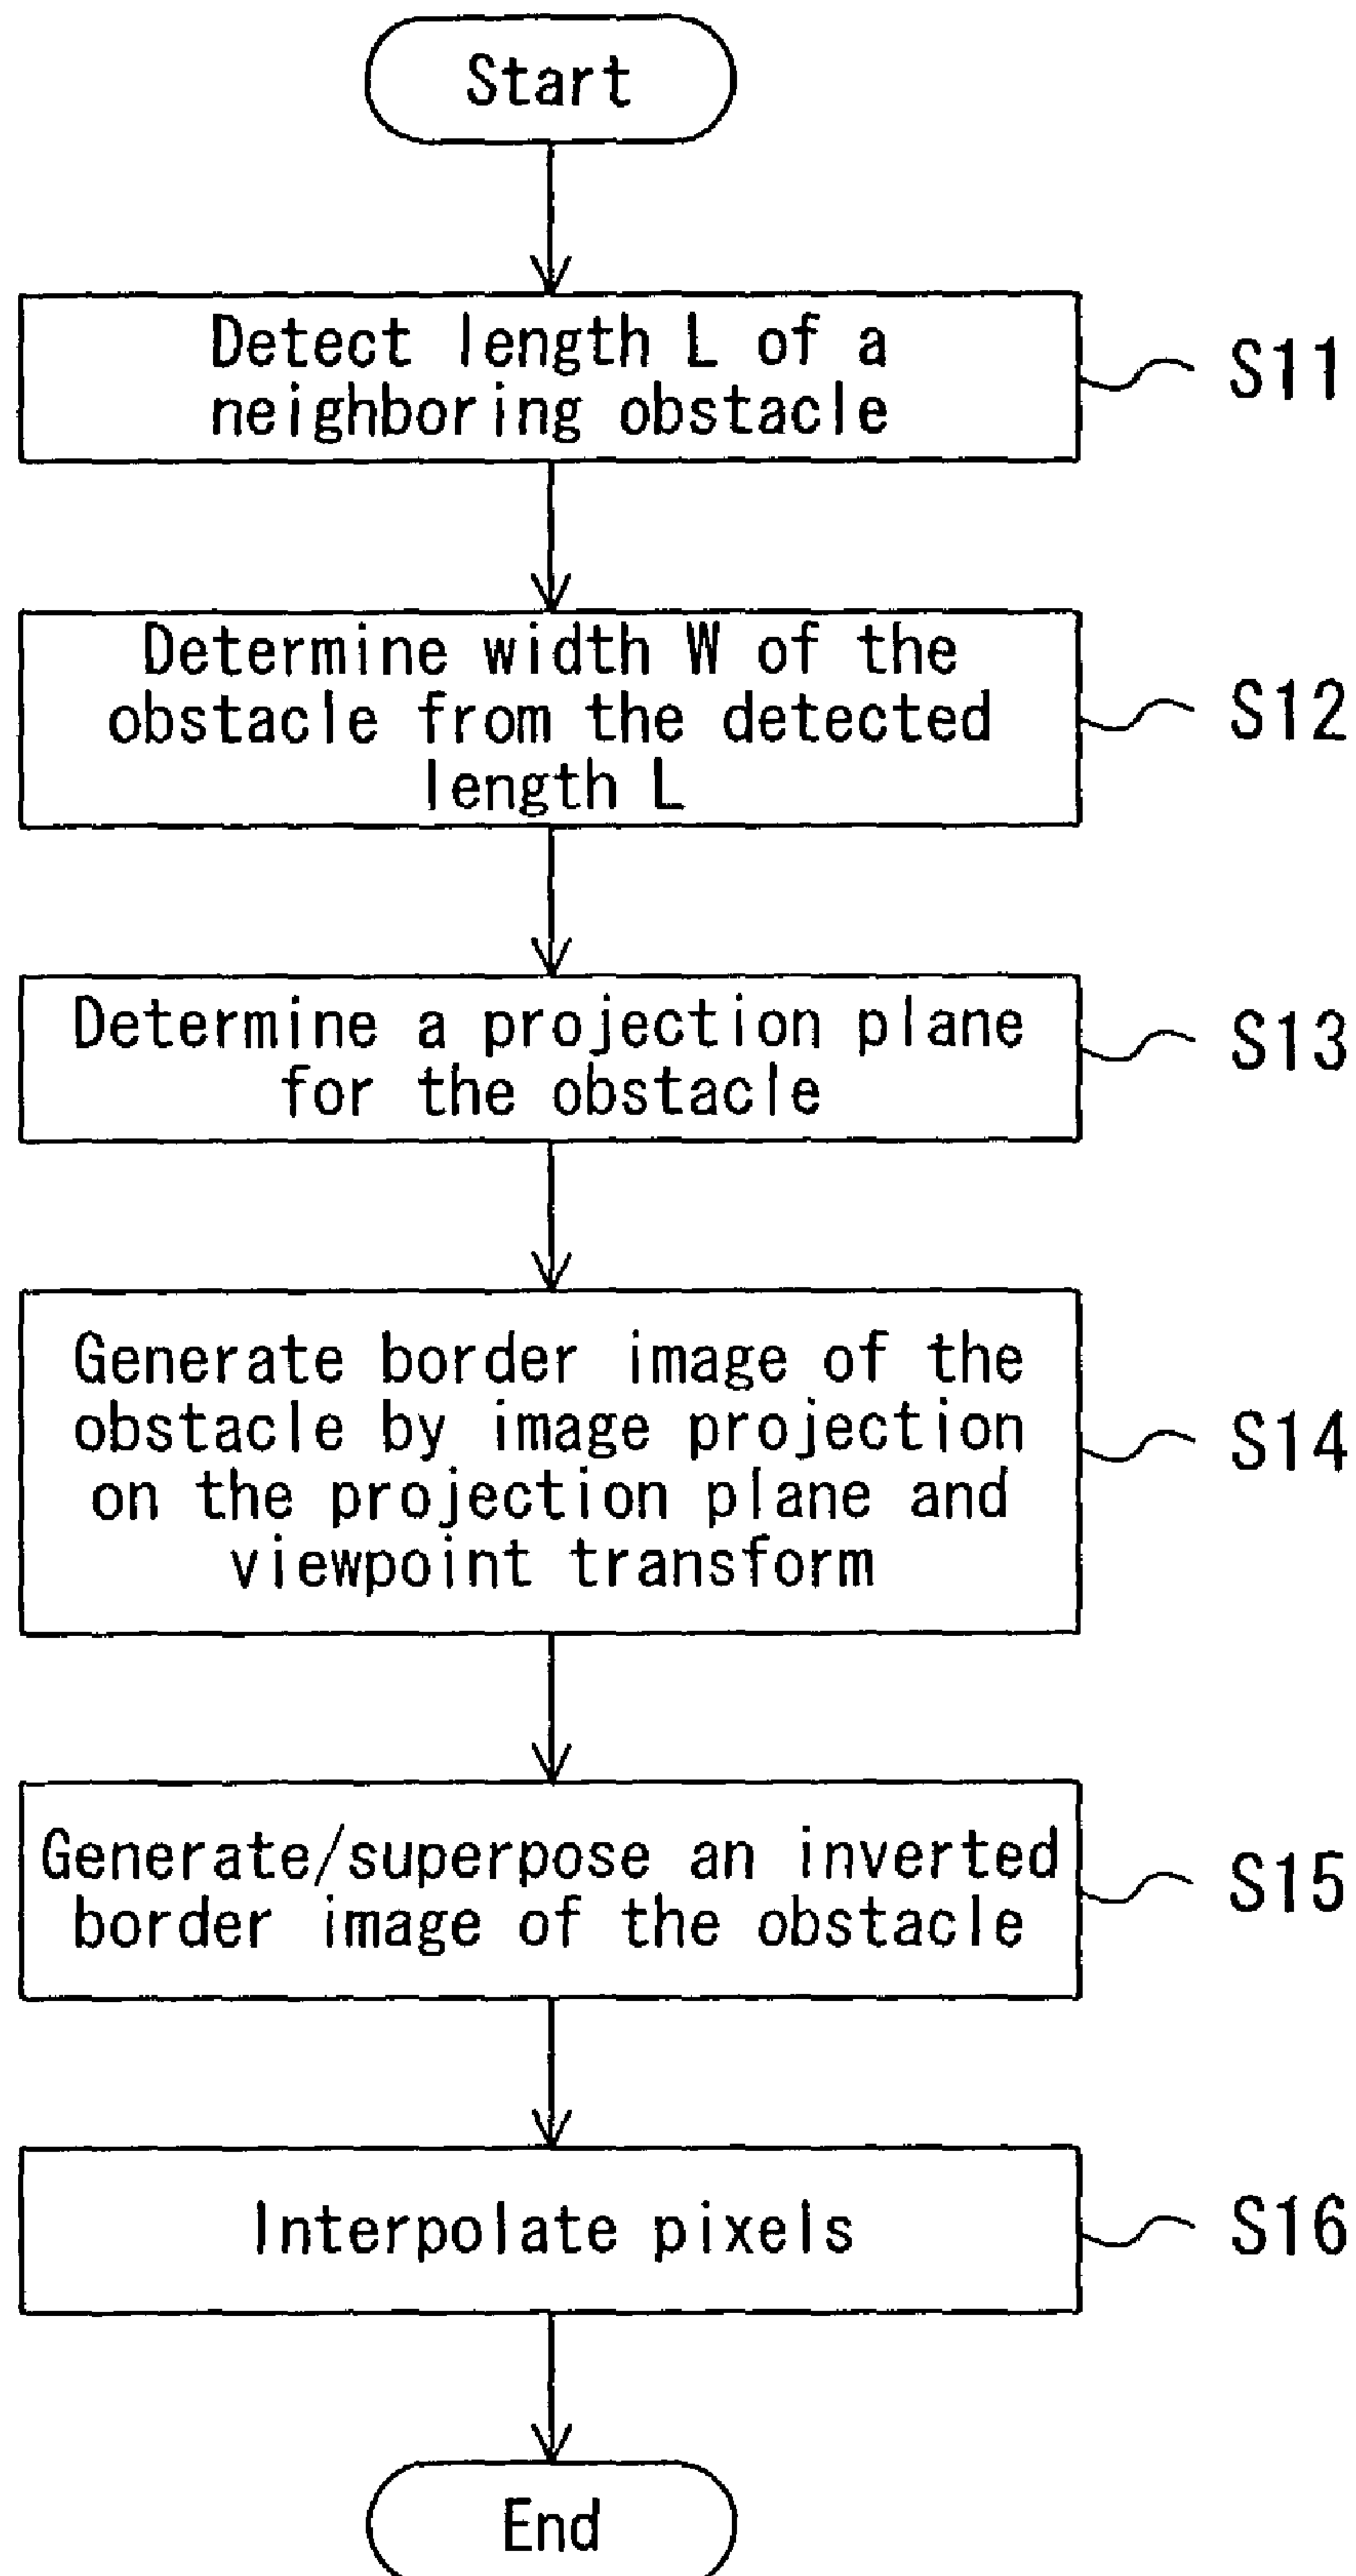 Start
Detect length L of a
neighboring obstacle
S11
Determine width W of the
obstacle from the detected
length L
S12
Determine a projection plane
for the obstacle
S13
Generate border image of the
obstacle by image projection
on the projection plane and
viewpoint transform
S14
Generate/superpose an inverted
border image of the obstacle
S15
Interpolate pixels
S16
End